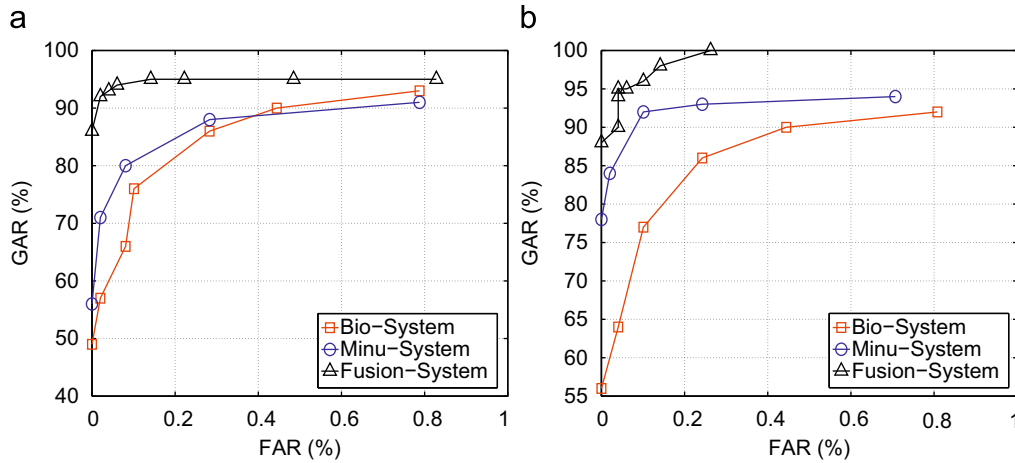 a
100
90
80
70
60
50
40
GAR (%)
0
0.2
0.4
0.6
0.8
1
FAR (%)
Bio−System
Minu−System
Fusion−System
b
100
95
90
85
80
75
70
65
60
55
GAR (%)
0
0.2
0.4
0.6
0.8
1
FAR (%)
Bio−System
Minu−System
Fusion−System